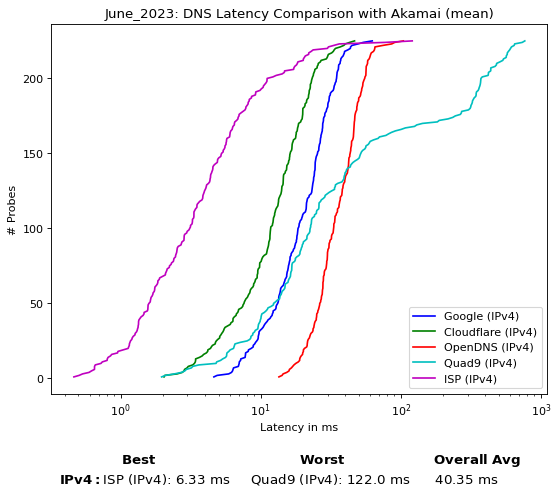 June_2023: DNS Latency Comparison with Akamai (mean)
# Probes
200
150
100
50
0
Google (IPv4)
Cloudflare (IPv4)
OpenDNS (IPv4)
Quad9 (IPv4)
ISP (IPv4)
10⁰ 10¹ 10² 10³
Latency in ms
Best Worst Overall Avg
IPv4: ISP (IPv4): 6.33 ms Quad9 (IPv4): 122.0 ms 40.35 ms